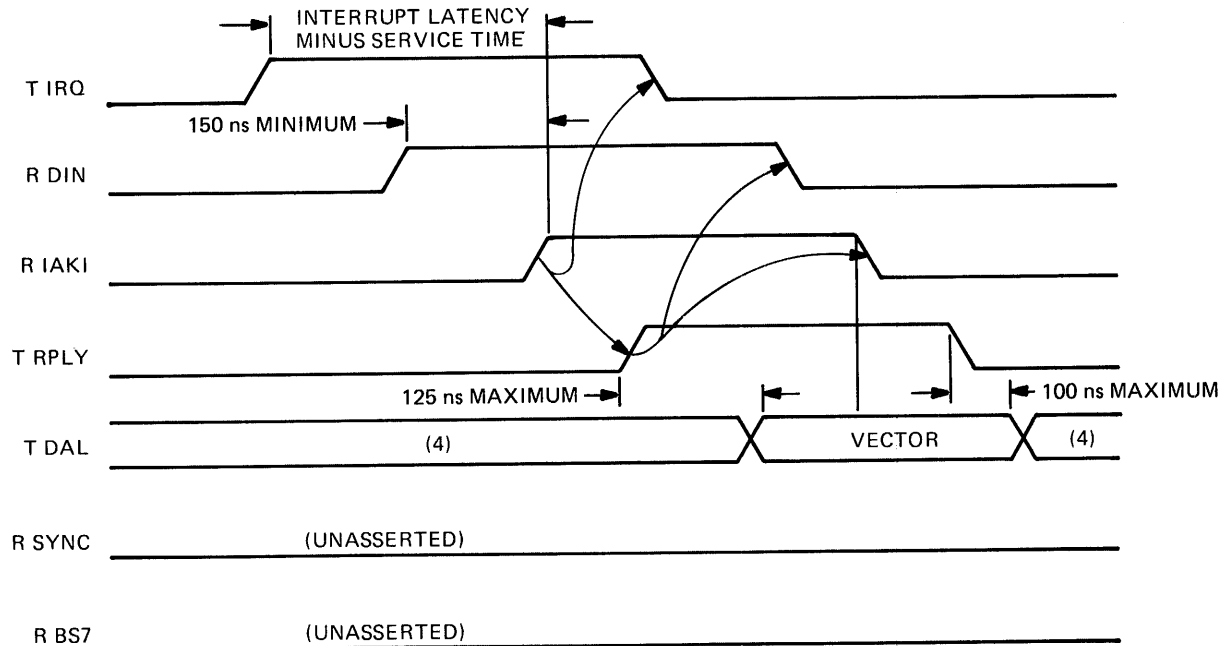 INTERRUPT LATENCY
MINUS SERVICE TIME
T IRQ
150 ns MINIMUM
R DIN
R IAKI
T RPLY
125 ns MAXIMUM
100 ns MAXIMUM
T DAL
(4)
VECTOR
(4)
R SYNC
(UNASSERTED)
R BS7
(UNASSERTED)